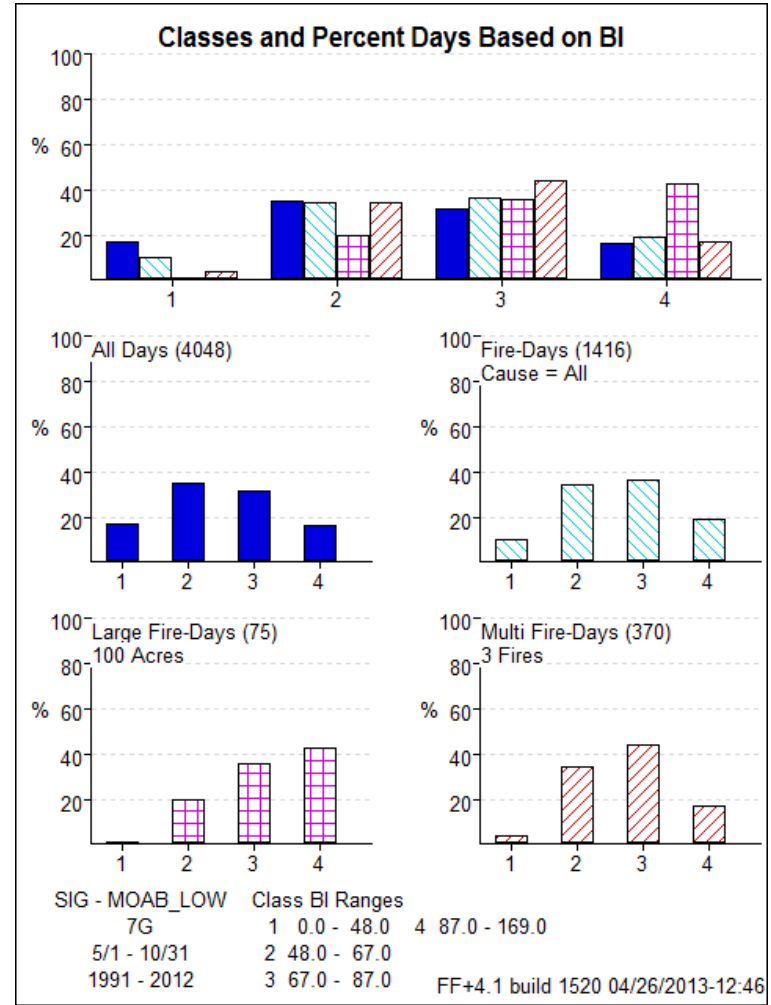 Classes and Percent Days Based on BI
100
80
% 60
40
20
1 2 3 4
100
All Days (4048)
80
% 60
40
20
1 2 3 4
100
Fire-Days (1416)
Cause = All
80
% 60
40
20
1 2 3 4
100
Large Fire-Days (75)
100 Acres
80
% 60
40
20
1 2 3 4
100
Multi Fire-Days (370)
3 Fires
80
% 60
40
20
1 2 3 4
SIG - MOAB_LOW Class BI Ranges
7G 1 0.0 - 48.0 4 87.0 - 169.0
5/1 - 10/31 2 48.0 - 67.0
1991 - 2012 3 67.0 - 87.0 FF+4.1 build 1520 04/26/2013-12:46